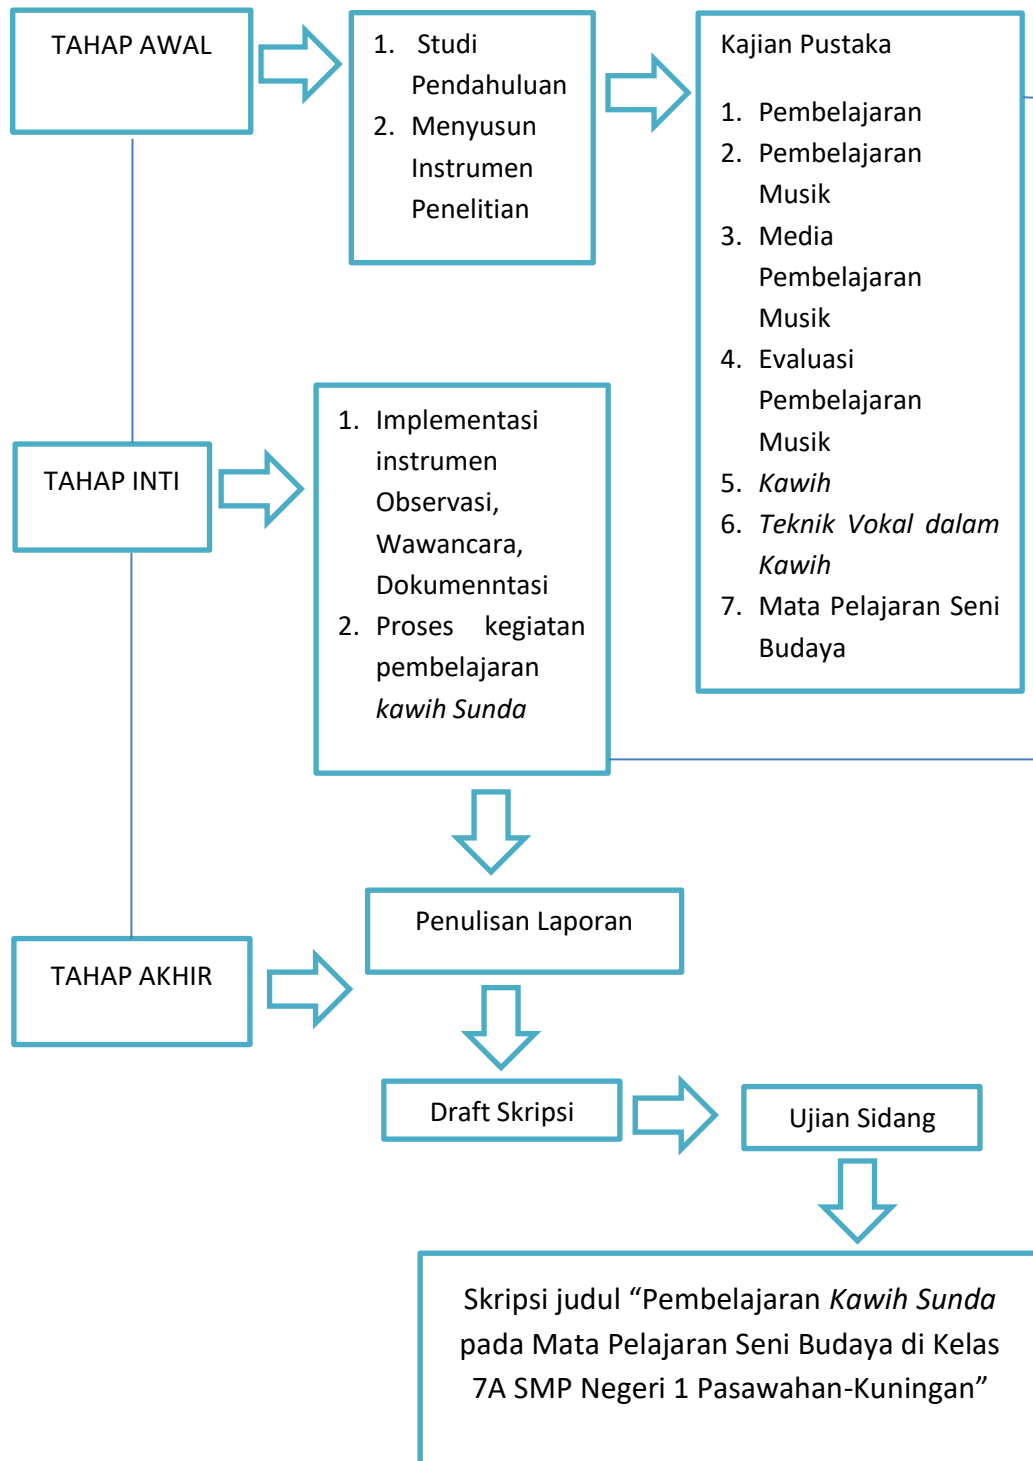 TAHAP AWAL
1. Studi
Pendahuluan
2. Menyusun
Instrumen
Penelitian
Kajian Pustaka
1. Pembelajaran
2. Pembelajaran
Musik
3. Media
Pembelajaran
Musik
4. Evaluasi
Pembelajaran
Musik
5. Kawih
6. Teknik Vokal dalam
Kawih
7. Mata Pelajaran Seni
Budaya
TAHAP INTI
1. Implementasi
instrumen
Observasi,
Wawancara,
Dokumenntasi
2. Proses kegiatan
pembelajaran
kawih Sunda
Penulisan Laporan
TAHAP AKHIR
Draft Skripsi
Ujian Sidang
Skripsi judul “Pembelajaran Kawih Sunda
pada Mata Pelajaran Seni Budaya di Kelas
7A SMP Negeri 1 Pasawahan-Kuningan”